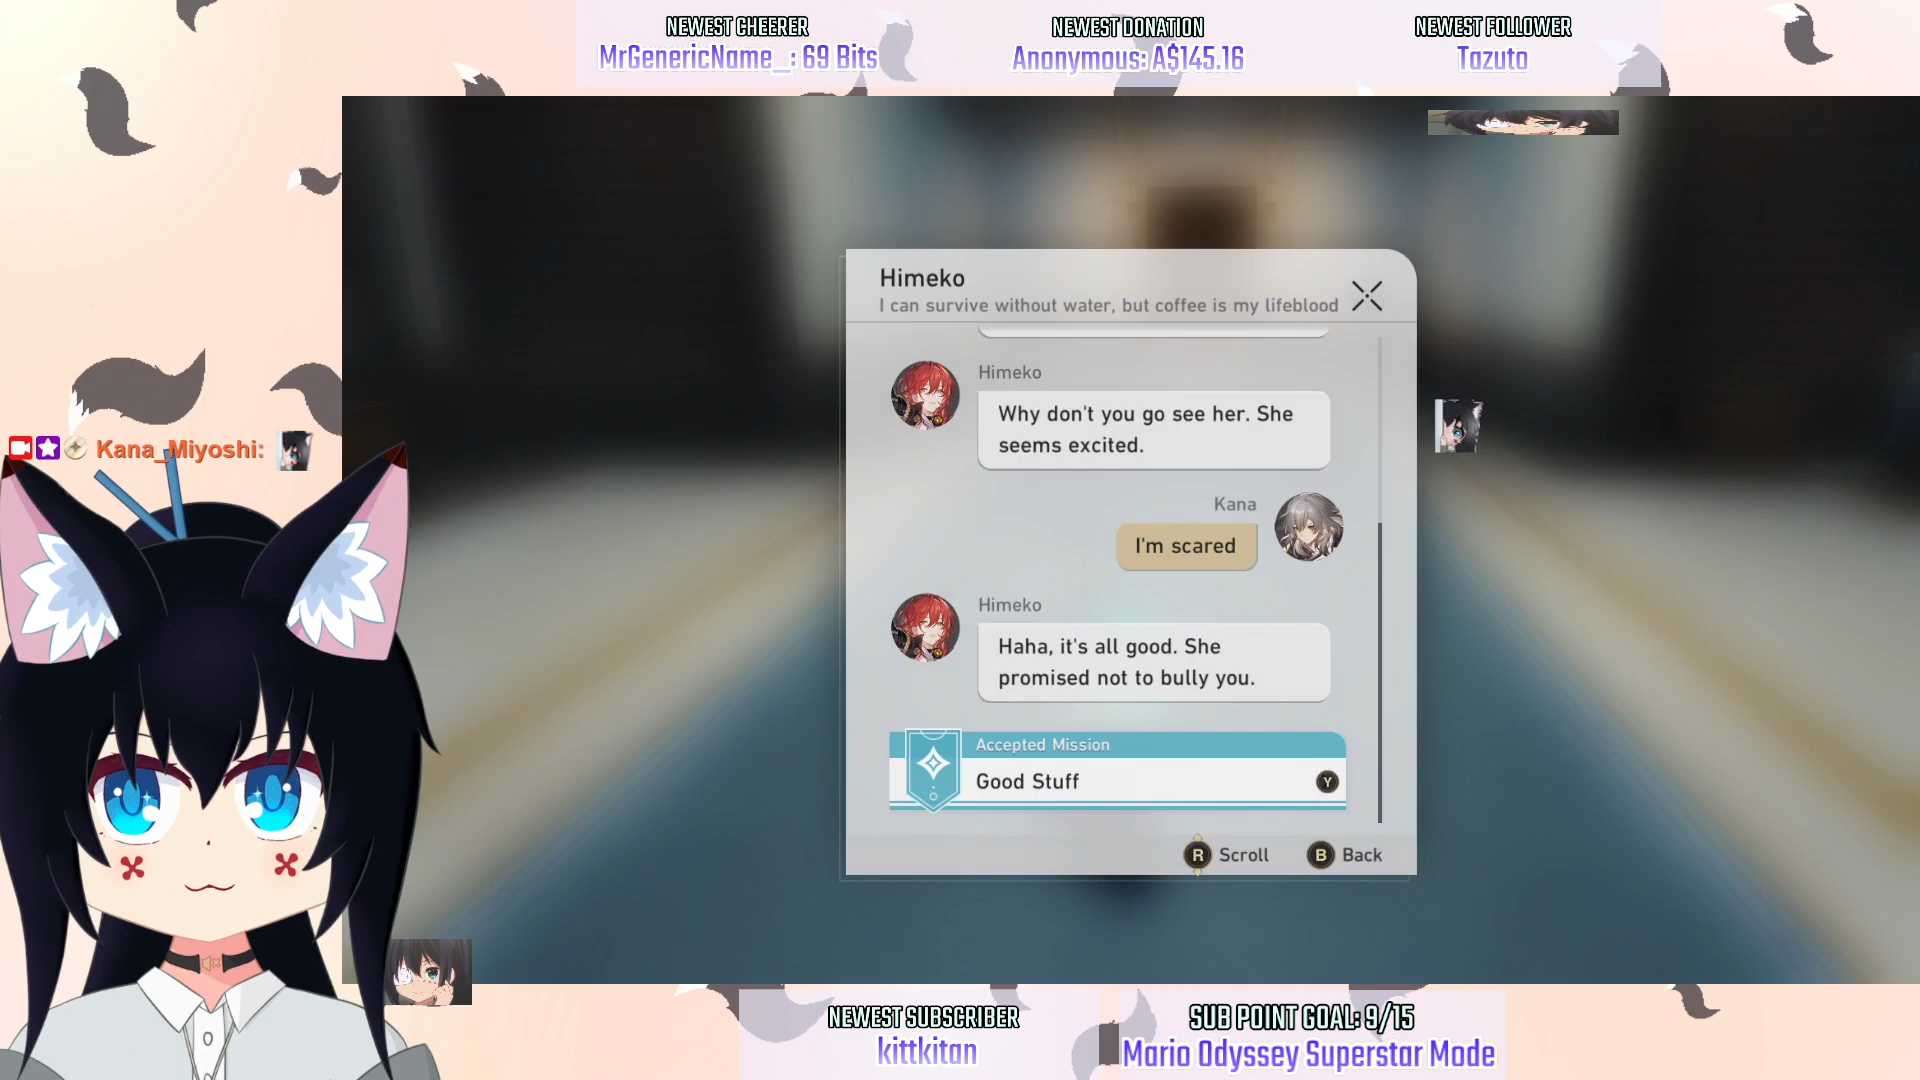 NEWEST CHEERER
MrGenericName_: 69 Bits
NEWEST DONATION
Anonymous: A$145.16
NEWEST FOLLOWER
Tazuto
Himeko
I can survive without water, but coffee is my lifeblood
Himeko
Why don't you go see her. She
seems excited.
Kana
I'm scared
Himeko
Haha, it's all good. She
promised not to bully you.
Accepted Mission
Good Stuff
Y
R Scroll
B Back
Kana_Miyoshi:
NEWEST SUBSCRIBER
kittkitan
SUB POINT GOAL: 9/15
Mario Odyssey Superstar Mode